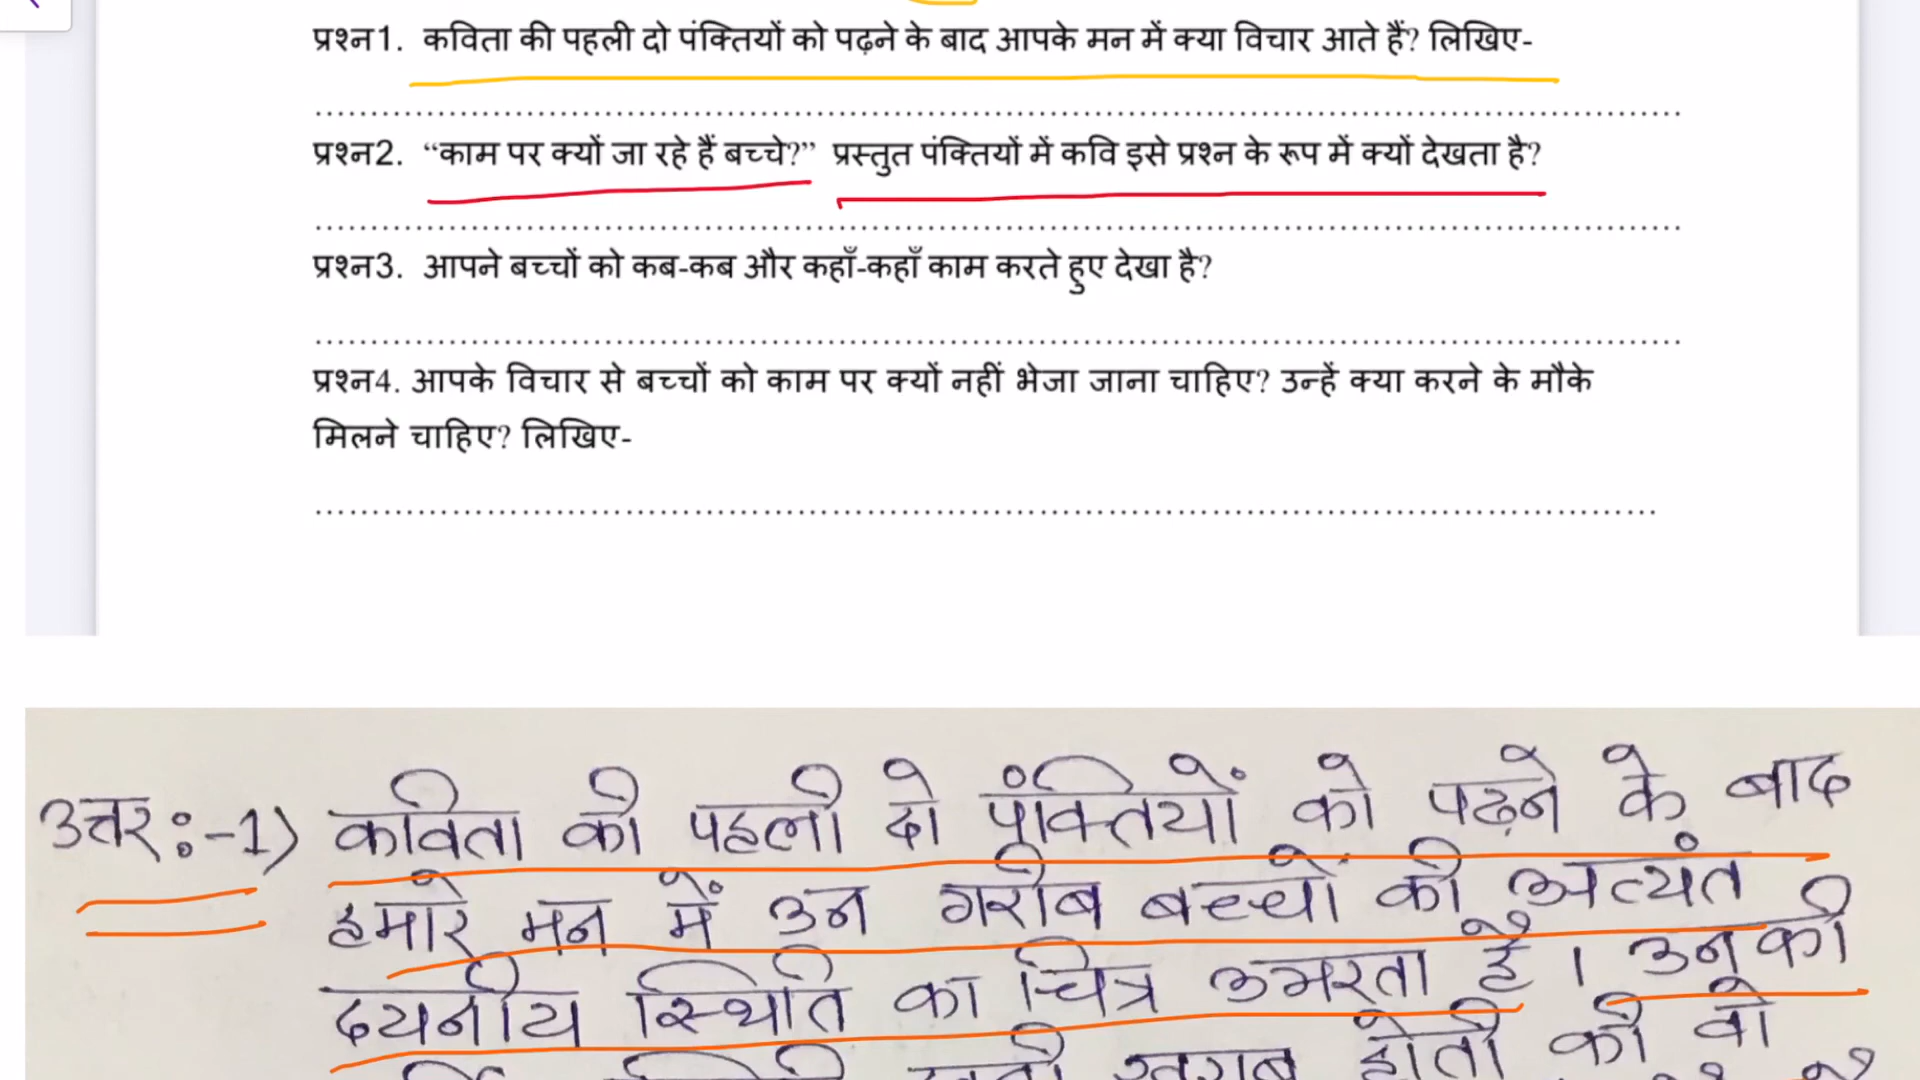 प्रश्न1. कविता की पहली दो पंक्तियों को पढ़ने के बाद आपके मन में क्या विचार आते हैं? लिखिए-
प्रश्न2. “काम पर क्यों जा रहे हैं बच्चे?” प्रस्तुत पंक्तियों में कवि इसे प्रश्न के रूप में क्यों देखता है?
प्रश्न3. आपने बच्चों को कब-कब और कहाँ-कहाँ काम करते हुए देखा है?
प्रश्न4. आपके विचार से बच्चों को काम पर क्यों नहीं भेजा जाना चाहिए? उन्हें क्या करने के मौके
मिलने चाहिए? लिखिए-
उत्तर:-1) कविता की पहली दो पंक्तियों को पढ़ने के बाद
हमारे मन में उन गरीब बच्चों की अत्यंत
दयनीय स्थिति का चित्र उभरता है। उनकी
होती की वो